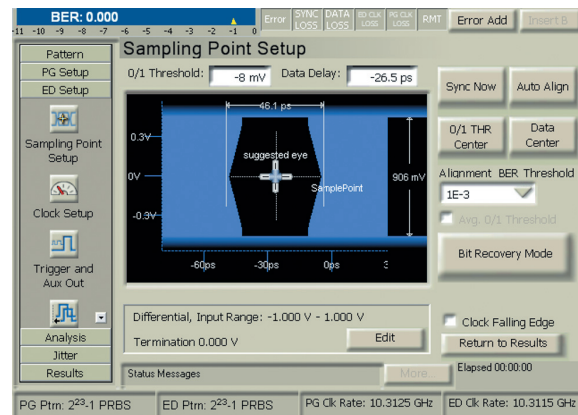 BER: 0.000
-11 -10 -9 -8 -7 -6 -5 -4 -3 -2 -1 0
Error
SYNC LOSS
DATA LOSS
ED CLK LOSS
PG CLK LOSS
RMT
Error Add
Insert B
Pattern
PG Setup
ED Setup
Sampling Point Setup
Clock Setup
Trigger and Aux Out
Analysis
Jitter
Results
Sampling Point Setup
0/1 Threshold: -8 mV Data Delay: -26.5 ps
46.1 ps
0.3V
0V
-0.3V
suggested eye
SamplePoint
906 mV
-60ps -30ps 0ps 3
Differential, Input Range: -1.000 V - 1.000 V
Termination 0.000 V
Edit
Status Messages
More...
Sync Now
Auto Align
0/1 THR Center
Data Center
Alignment BER Threshold
1E-3
Avg. 0/1 Threshold
Bit Recovery Mode
Clock Falling Edge
Return to Results
Elapsed 00:00:00
PG Ptrn: 2^23-1 PRBS
ED Ptrn: 2^23-1 PRBS
PG Clk Rate: 10.3125 GHz
ED Clk Rate: 10.3115 GHz